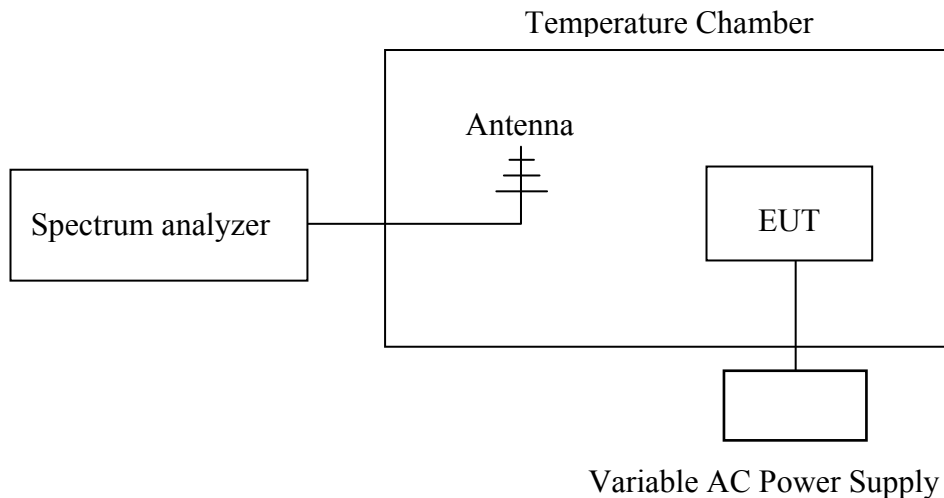 Temperature Chamber
Antenna
Spectrum analyzer
EUT
Variable AC Power Supply